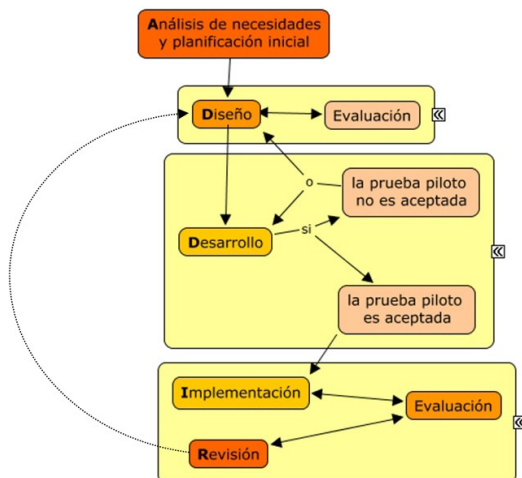 Análisis de necesidades
y planificación inicial
Diseño
Evaluación
o
la prueba piloto
no es aceptada
Desarrollo
si
la prueba piloto
es aceptada
Implementación
Evaluación
Revisión